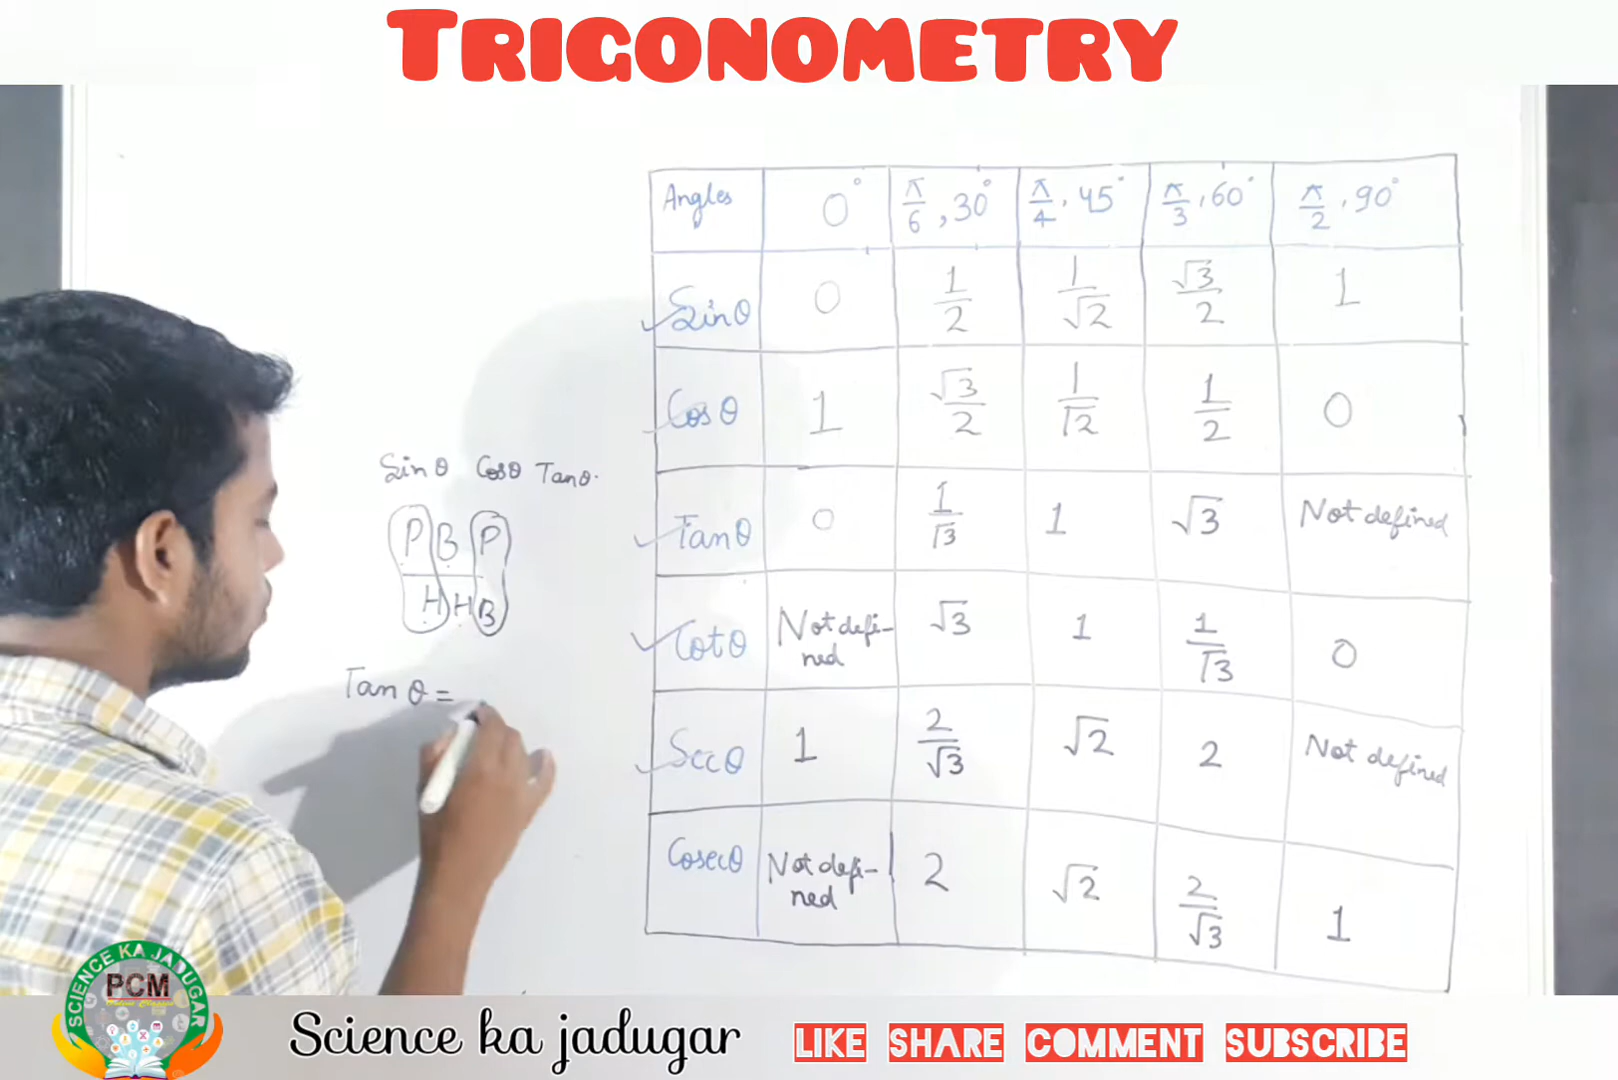 TRIGONOMETRY
Angles 0° π/6, 30° π/4, 45° π/3, 60° π/2, 90°
Sinθ 0 1/2 1/√2 √3/2 1
Cosθ 1 √3/2 1/√2 1/2 0
Tanθ 0 1/√3 1 √3 Not defined
Cotθ Not defi-ned √3 1 1/√3 0
Secθ 1 2/√3 √2 2 Not defined
Cosecθ Not defi-ned 2 √2 2/√3 1
Sinθ Cosθ Tanθ.
P B P
H H B
Tanθ =
SCIENCE KA JADUGAR
PCM
Science ka jadugar
LIKE SHARE COMMENT SUBSCRIBE